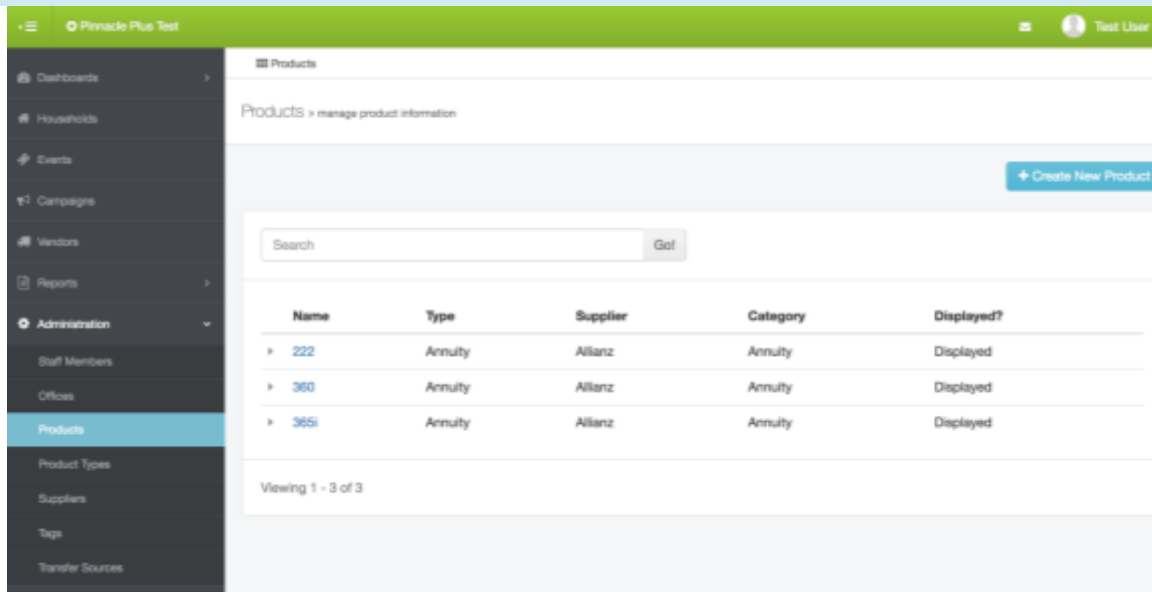 Pinnacle Plus Test
Test User
Dashboards
Households
Events
Campaigns
Vendors
Reports
Administration
Staff Members
Offices
Products
Product Types
Suppliers
Tags
Transfer Sources
Products
Products » manage product information
+ Create New Product
Search Go!
Name Type Supplier Category Displayed?
222 Annuity Allianz Annuity Displayed
360 Annuity Allianz Annuity Displayed
365i Annuity Allianz Annuity Displayed
Viewing 1 - 3 of 3